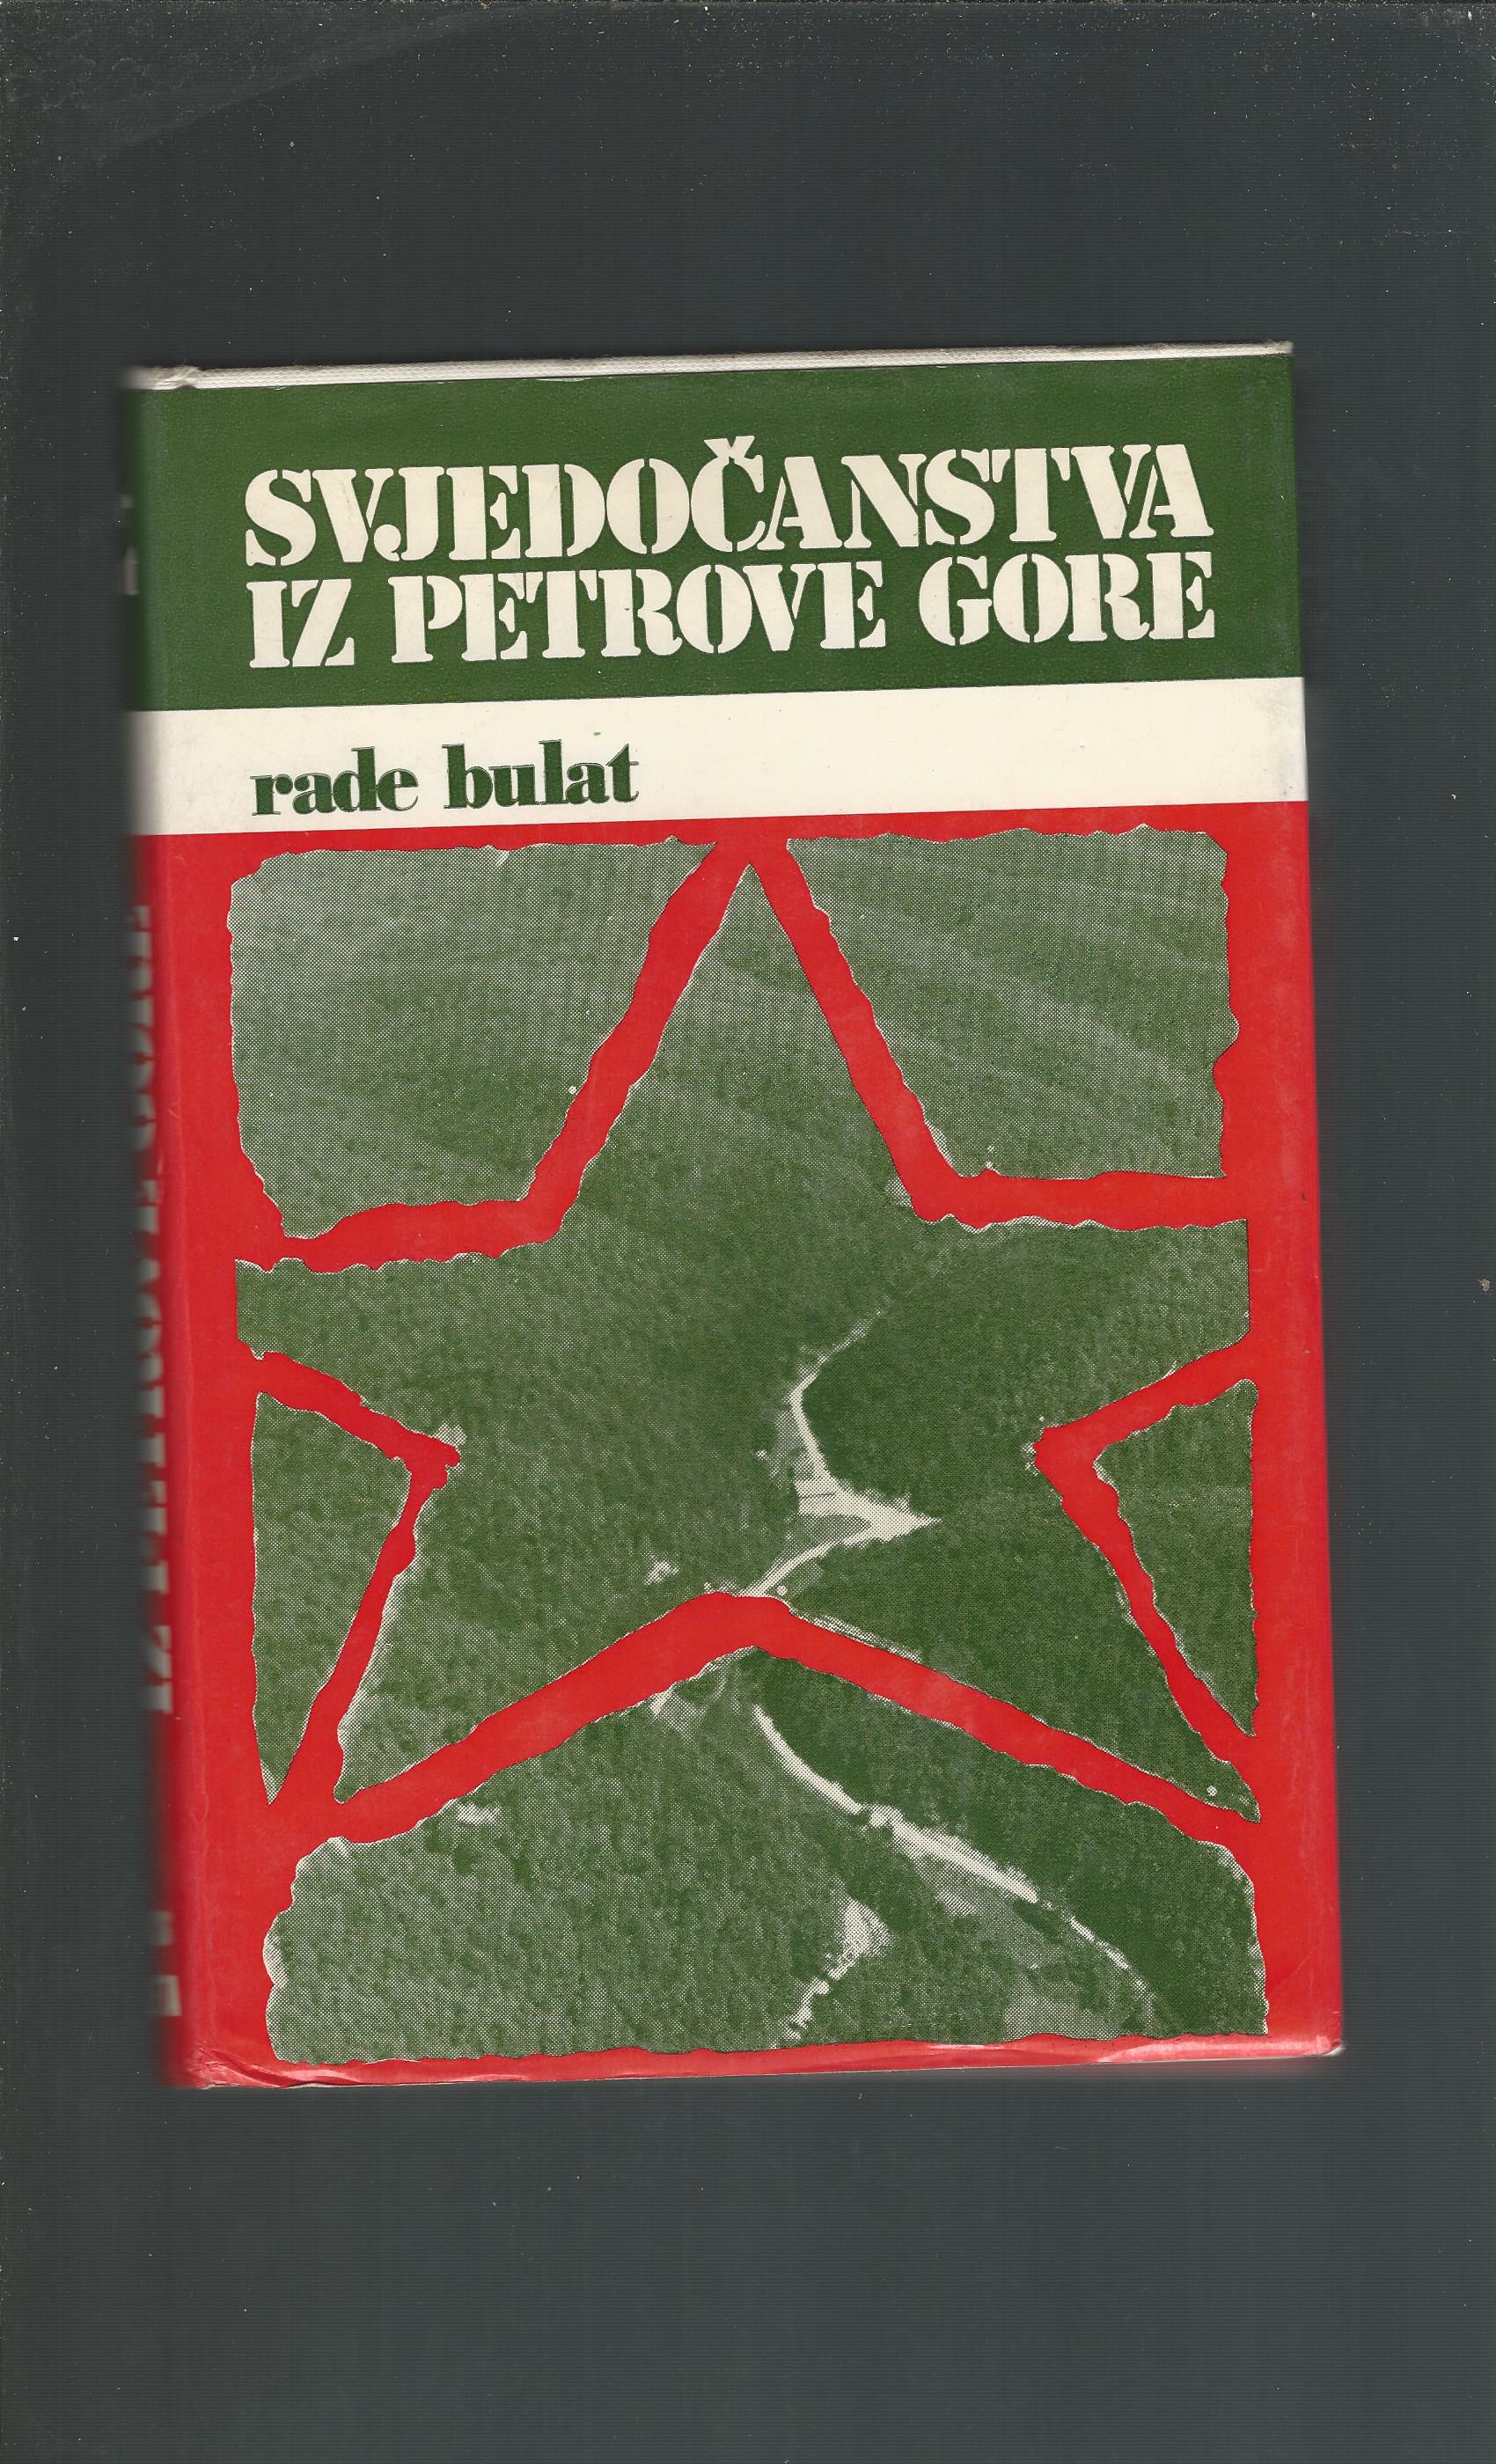 SVJEDOČANSTVA
IZ PETROVE GORE
rade bulat